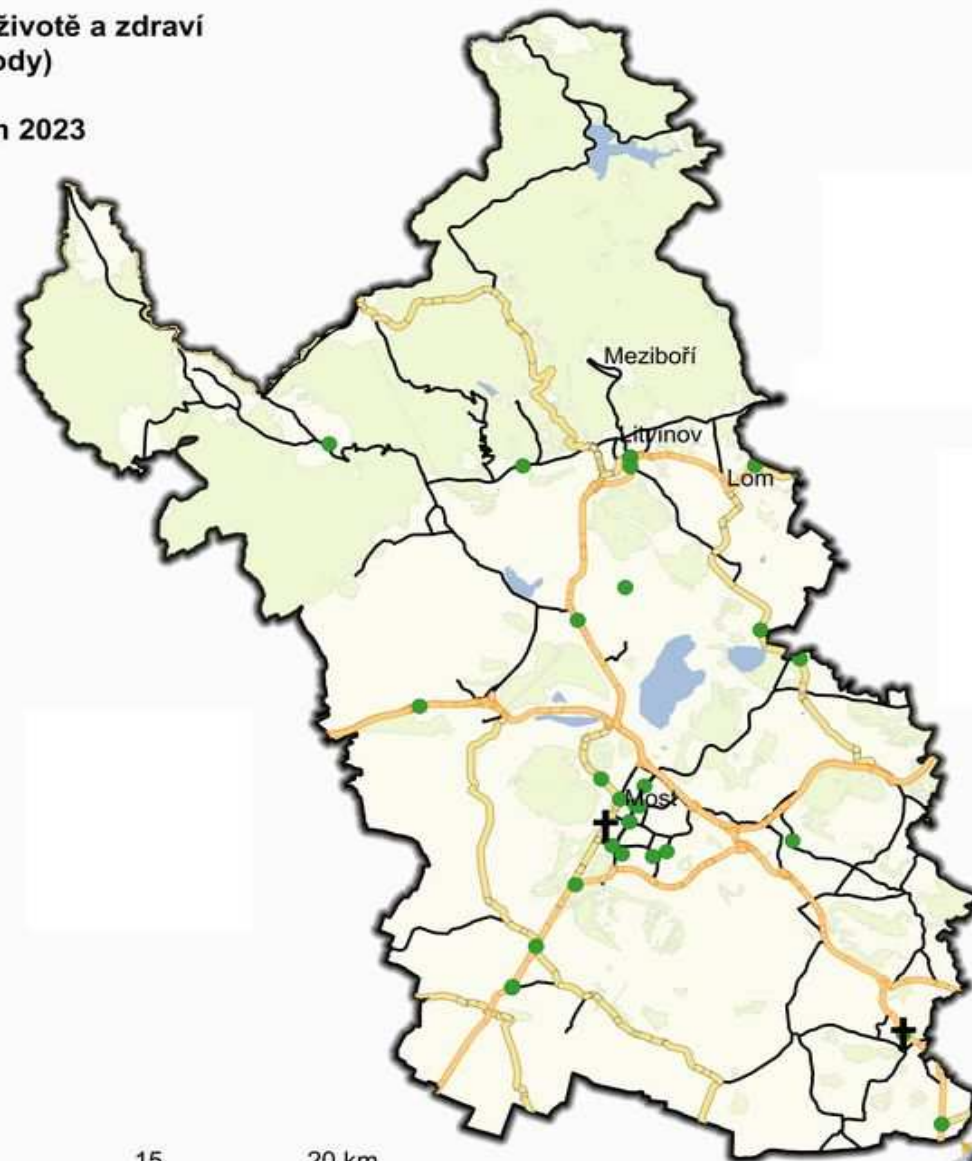 životě a zdraví
ody)
n 2023
Meziboří
Litvínov
Lom
Most
15 20 km